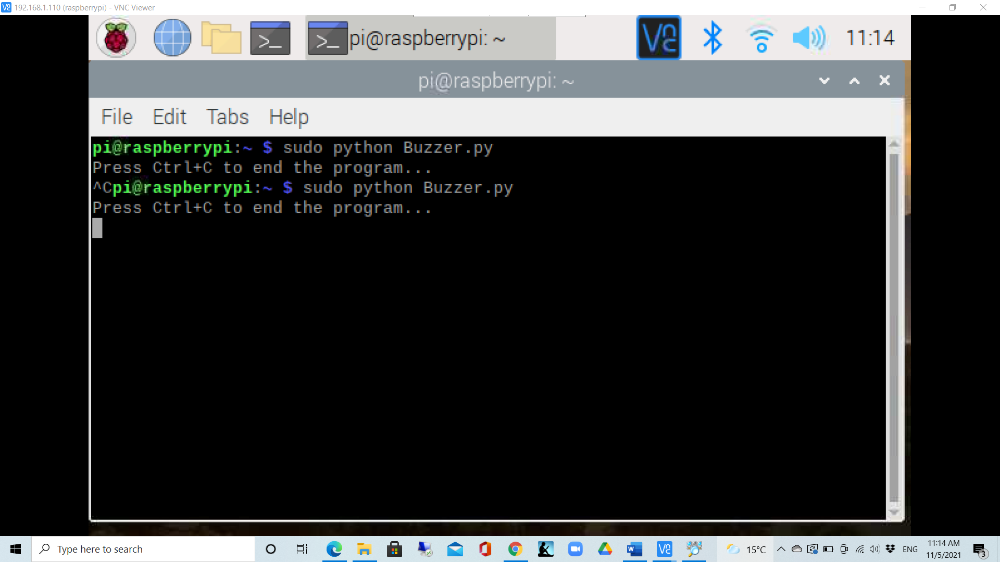 192.168.1.110 (raspberrypi) - VNC Viewer
pi@raspberrypi: ~
11:14
pi@raspberrypi: ~
File Edit Tabs Help
pi@raspberrypi:~ $ sudo python Buzzer.py
Press Ctrl+C to end the program...
^Cpi@raspberrypi:~ $ sudo python Buzzer.py
Press Ctrl+C to end the program...
Type here to search
15°C
ENG
11:14 AM
11/5/2021
3